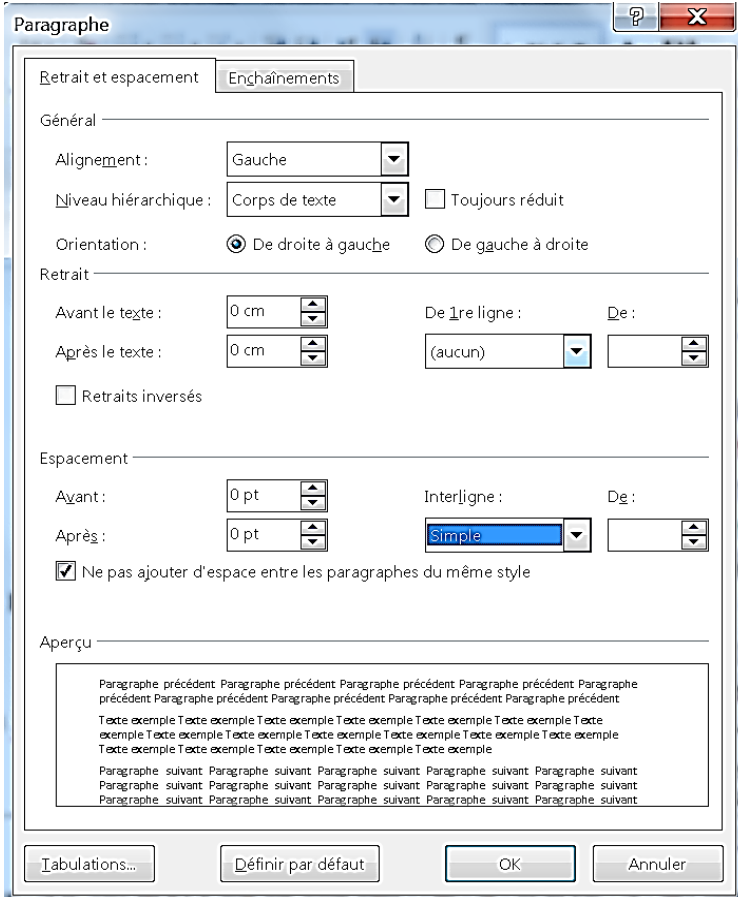 Paragraphe
Retrait et espacement Enchaînements
Général
Alignement : Gauche
Niveau hiérarchique : Corps de texte Toujours réduit
Orientation : De droite à gauche De gauche à droite
Retrait
Avant le texte : 0 cm De 1re ligne : De :
Après le texte : 0 cm (aucun)
Retraits inversés
Espacement
Avant : 0 pt Interligne : De :
Après : 0 pt Simple
Ne pas ajouter d'espace entre les paragraphes du même style
Aperçu
Paragraphe précédent Paragraphe précédent Paragraphe précédent Paragraphe précédent Paragraphe
précédent Paragraphe précédent Paragraphe précédent Paragraphe précédent Paragraphe précédent
Texte exemple Texte exemple Texte exemple Texte exemple Texte exemple Texte exemple Texte
exemple Texte exemple Texte exemple Texte exemple Texte exemple Texte exemple Texte exemple
Texte exemple Texte exemple Texte exemple Texte exemple Texte exemple
Paragraphe suivant Paragraphe suivant Paragraphe suivant Paragraphe suivant Paragraphe suivant
Paragraphe suivant Paragraphe suivant Paragraphe suivant Paragraphe suivant Paragraphe suivant
Paragraphe suivant Paragraphe suivant Paragraphe suivant Paragraphe suivant Paragraphe suivant
Tabulations... Définir par défaut OK Annuler